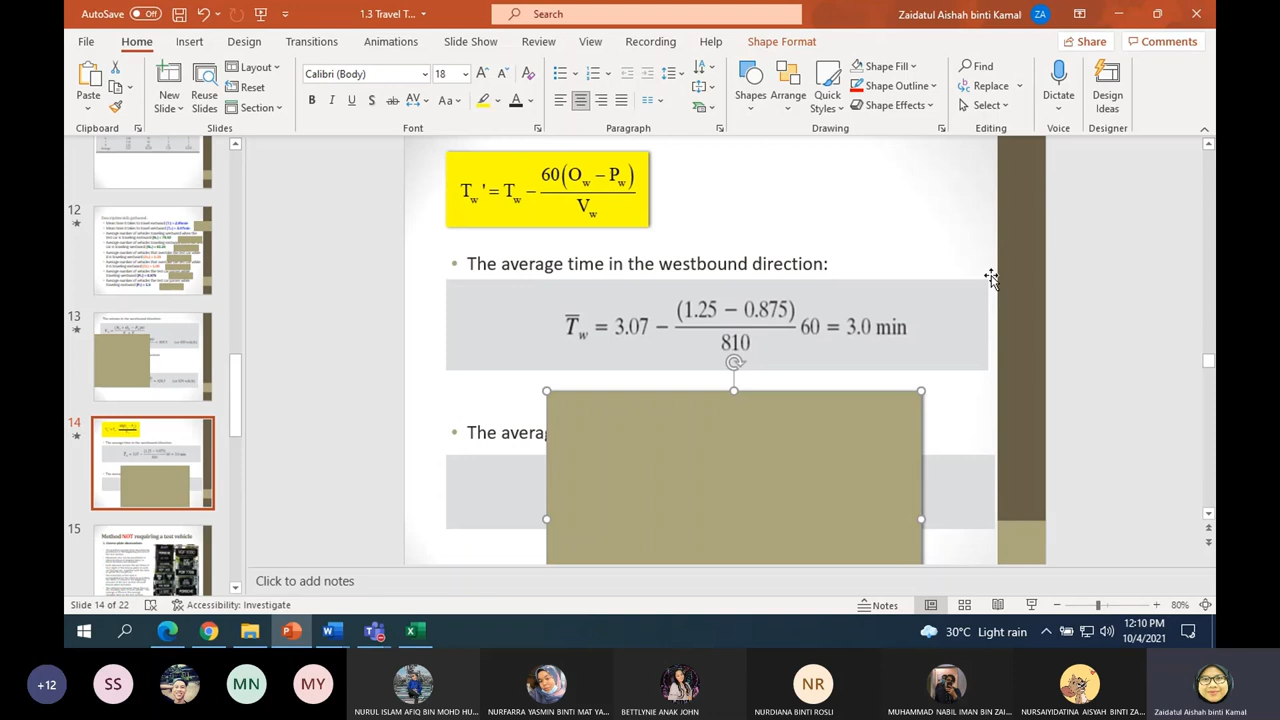 AutoSave Off 1.3 Travel T... Search Zaidatul Aishah binti Kamal ZA
File Home Insert Design Transitions Animations Slide Show Review View Recording Help Shape Format Share Comments
Paste New Slide Reuse Slides Layout Reset Section
Calibri (Body) 18
Shapes Arrange Quick Styles Shape Fill Shape Outline Shape Effects
Find Replace Select Dictate Design Ideas
Clipboard Slides Font Paragraph Drawing Editing Voice Designer
12
13
14
15
Method NOT requiring a test vehicle
T_w' = T_w − 60(O_w − P_w) / V_w
• The average time in the westbound direction:
T̅_w = 3.07 − (1.25 − 0.875) / 810 60 = 3.0 min
• The avera
Click to add notes
Slide 14 of 22 Accessibility: Investigate Notes 80%
30°C Light rain 12:10 PM
10/4/2021
+12 SS MN MY NR
NURUL ISLAM AFIQ BIN MOHD HU... NURFARRA YASMIN BINTI MAT YA... BETTLYNIE ANAK JOHN NURDIANA BINTI ROSLI MUHAMMAD NABIL IMAN BIN ZAI... NURSAIYIDATINA AISYAH BINTI ZA... Zaidatul Aishah binti Kamal